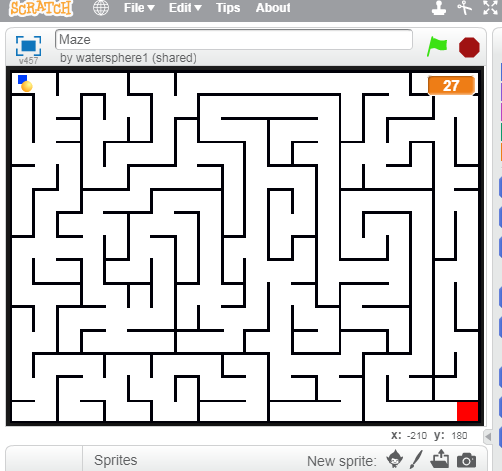 SCRATCH File Edit Tips About
Maze
v457
by watersphere1 (shared)
27
x: -210 y: 180
Sprites New sprite: